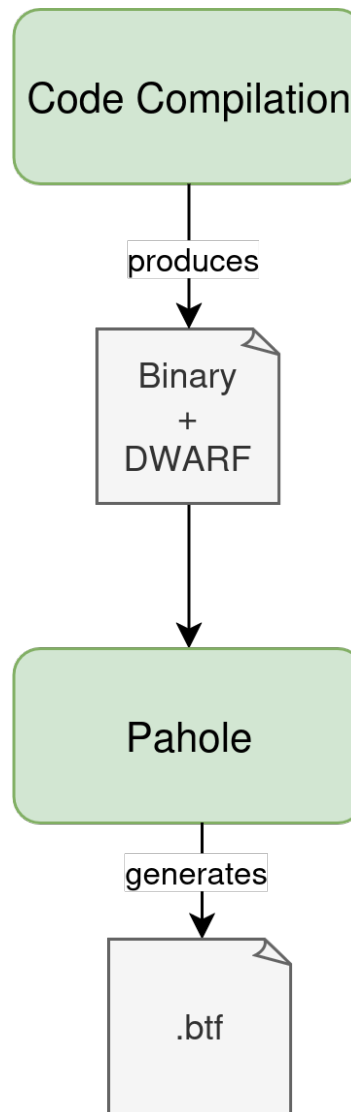 Code Compilation
produces
Binary
+
DWARF
Pahole
generates
.btf